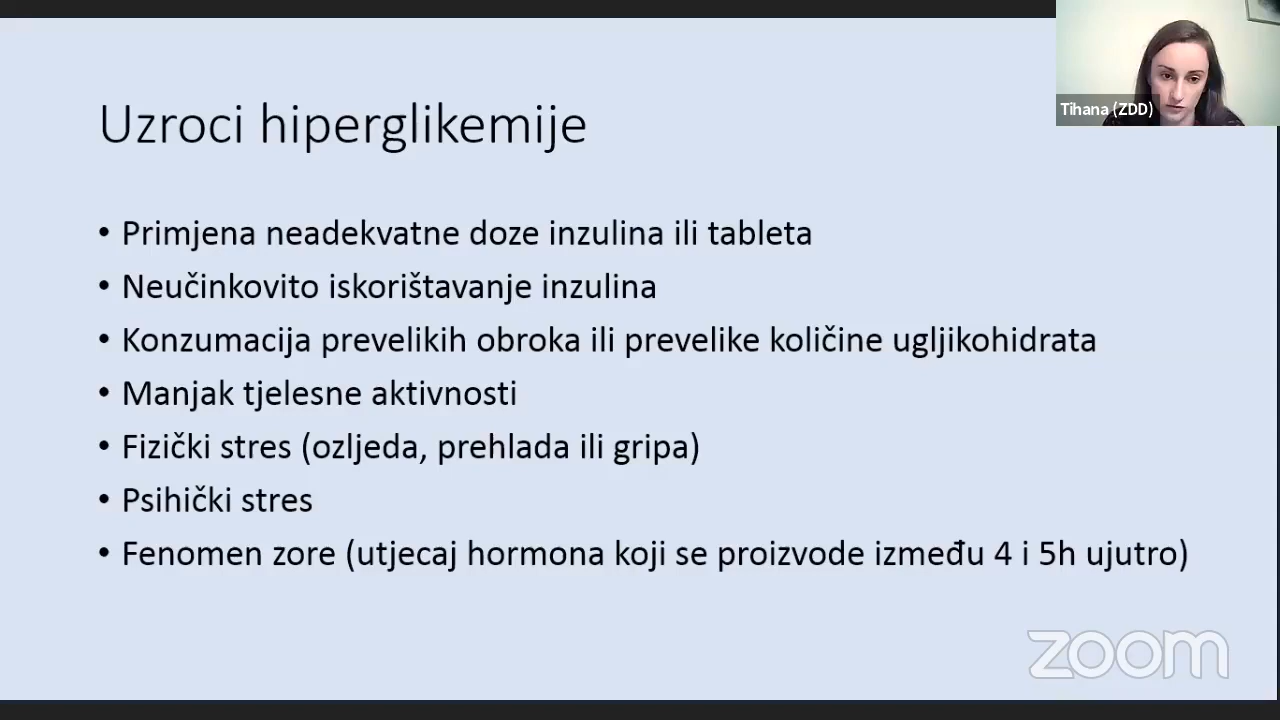 Tihana (ZDD)
Uzroci hiperglikemije
• Primjena neadekvatne doze inzulina ili tableta
• Neučinkovito iskorištavanje inzulina
• Konzumacija prevelikih obroka ili prevelike količine ugljikohidrata
• Manjak tjelesne aktivnosti
• Fizički stres (ozljeda, prehlada ili gripa)
• Psihički stres
• Fenomen zore (utjecaj hormona koji se proizvode između 4 i 5h ujutro)
zoom